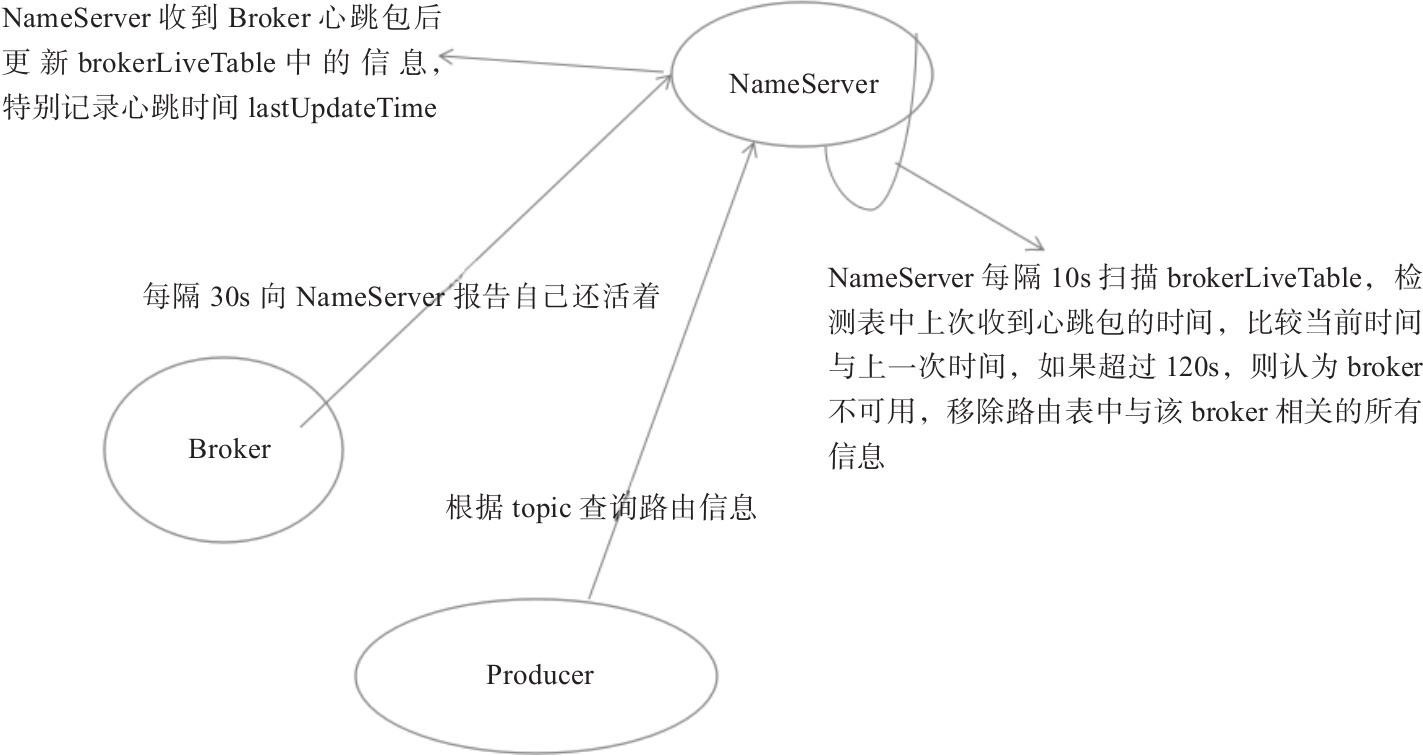 NameServer 收到 Broker 心跳包后
更新 brokerLiveTable 中的信息，
特别记录心跳时间 lastUpdateTime
NameServer
每隔 30s 向 NameServer 报告自己还活着
NameServer 每隔 10s 扫描 brokerLiveTable，检
测表中上次收到心跳包的时间，比较当前时间
与上一次时间，如果超过 120s，则认为 broker
不可用，移除路由表中与该 broker 相关的所有
信息
Broker
根据 topic 查询路由信息
Producer